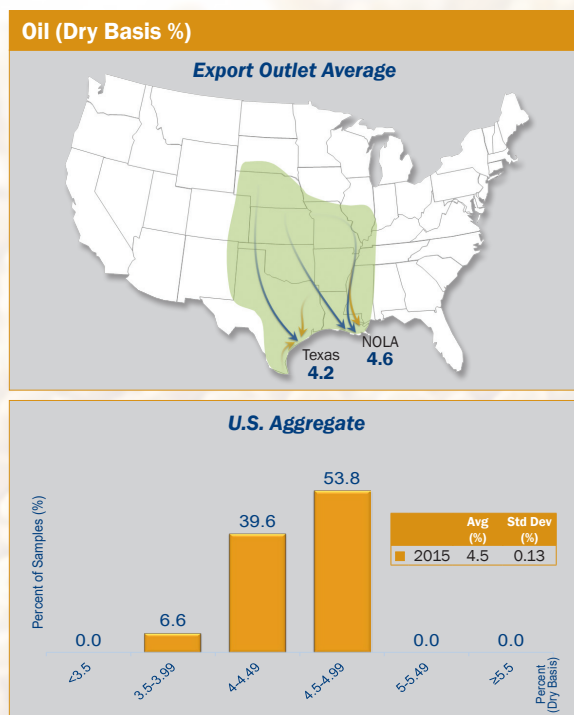 Oil (Dry Basis %)
Export Outlet Average
Texas
4.2
NOLA
4.6
U.S. Aggregate
Percent of Samples (%)
0.0
6.6
39.6
53.8
0.0
0.0
Avg
(%)
Std Dev
(%)
2015 4.5 0.13
<3.5
3.5-3.99
4-4.49
4.5-4.99
5-5.49
≥5.5
Percent
(Dry Basis)